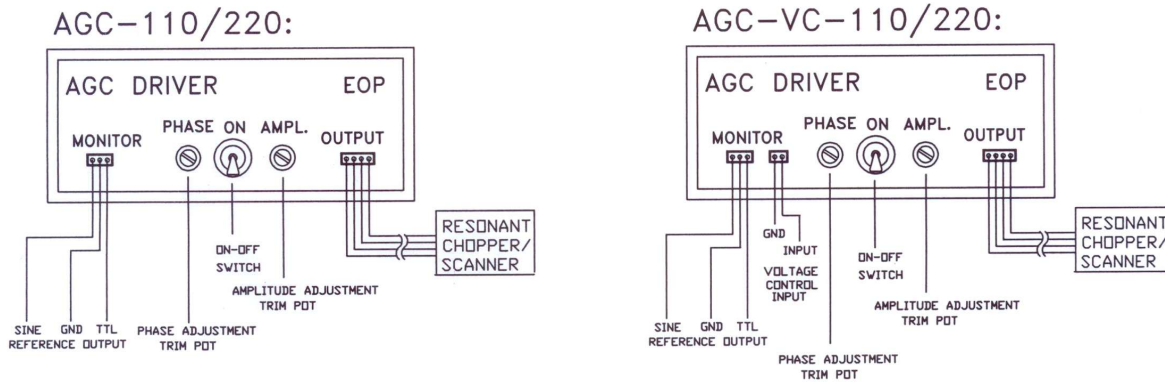 AGC-110/220:
AGC DRIVER EOP
MONITOR PHASE ON AMPL. OUTPUT
RESONANT
CHOPPER/
SCANNER
ON-OFF
SWITCH
AMPLITUDE ADJUSTMENT
TRIM POT
SINE GND TTL
REFERENCE OUTPUT
PHASE ADJUSTMENT
TRIM POT
AGC-VC-110/220:
AGC DRIVER EOP
MONITOR PHASE ON AMPL. OUTPUT
RESONANT
CHOPPER/
SCANNER
GND
INPUT
VOLTAGE
CONTROL
INPUT
ON-OFF
SWITCH
AMPLITUDE ADJUSTMENT
TRIM POT
SINE GND TTL
REFERENCE OUTPUT
PHASE ADJUSTMENT
TRIM POT